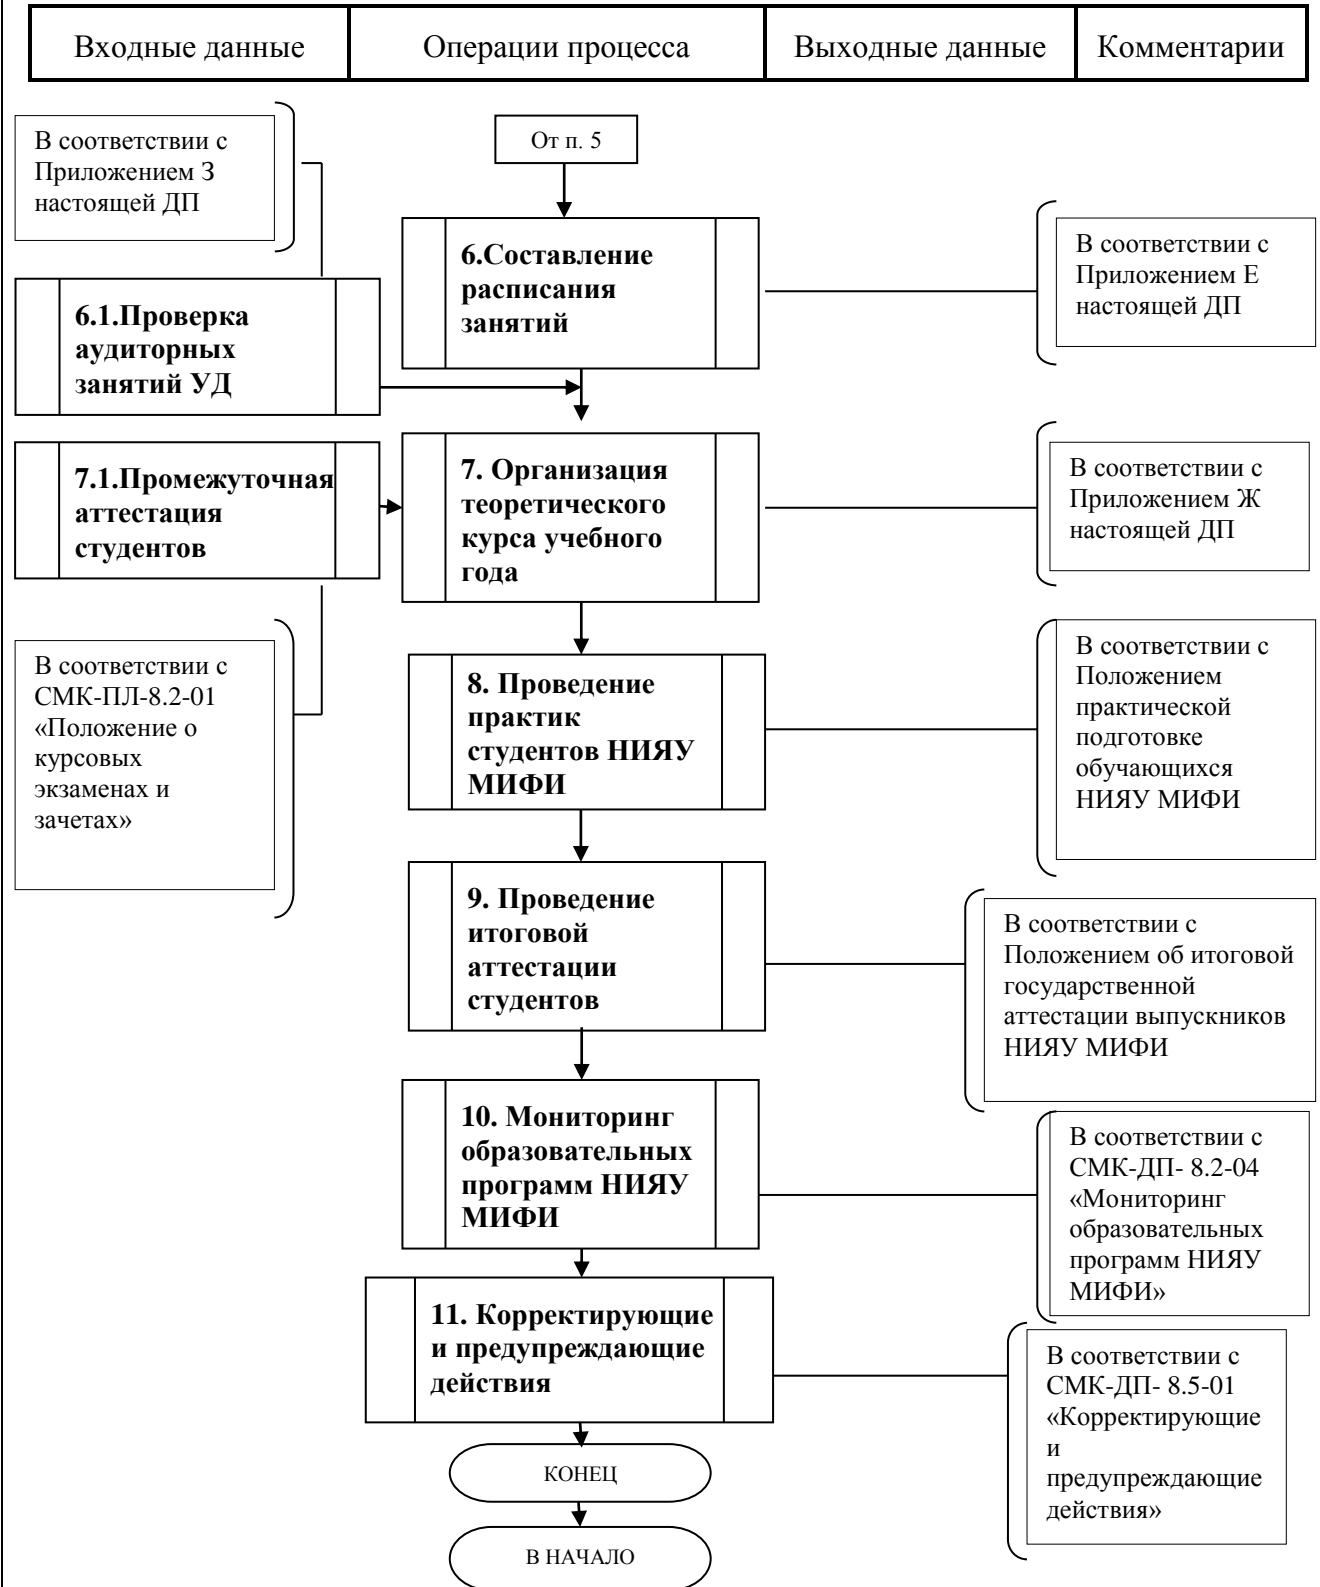 Входные данные
Операции процесса
Выходные данные
Комментарии
В соответствии с
Приложением З
настоящей ДП
От п. 5
6.Составление
расписания
занятий
В соответствии с
Приложением Е
настоящей ДП
6.1.Проверка
аудиторных
занятий УД
7.1.Промежуточная
аттестация
студентов
7. Организация
теоретического
курса учебного
года
В соответствии с
Приложением Ж
настоящей ДП
В соответствии с
СМК-ПЛ-8.2-01
«Положение о
курсовых
экзаменах и
зачетах»
8. Проведение
практик
студентов НИЯУ
МИФИ
В соответствии с
Положением
практической
подготовке
обучающихся
НИЯУ МИФИ
9. Проведение
итоговой
аттестации
студентов
В соответствии с
Положением об итоговой
государственной
аттестации выпускников
НИЯУ МИФИ
10. Мониторинг
образовательных
программ НИЯУ
МИФИ
В соответствии с
СМК-ДП- 8.2-04
«Мониторинг
образовательных
программ НИЯУ
МИФИ»
11. Корректирующие
и предупреждающие
действия
В соответствии с
СМК-ДП- 8.5-01
«Корректирующие
и
предупреждающие
действия»
КОНЕЦ
В НАЧАЛО